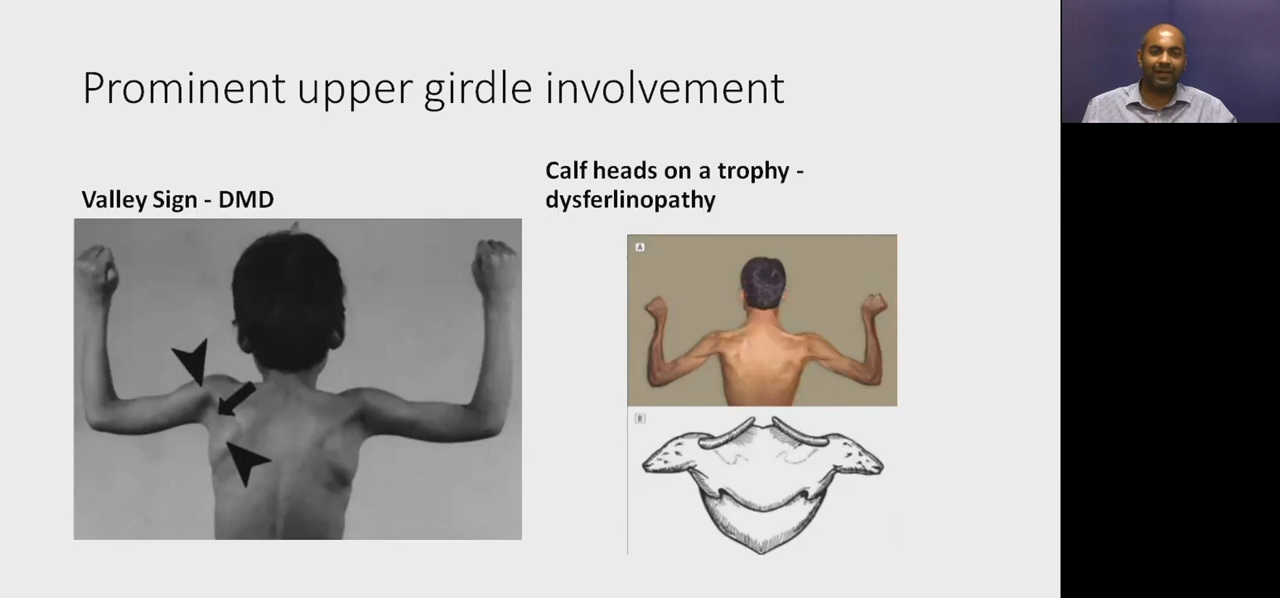 Prominent upper girdle involvement
Valley Sign - DMD
Calf heads on a trophy -
dysferlinopathy
A
B